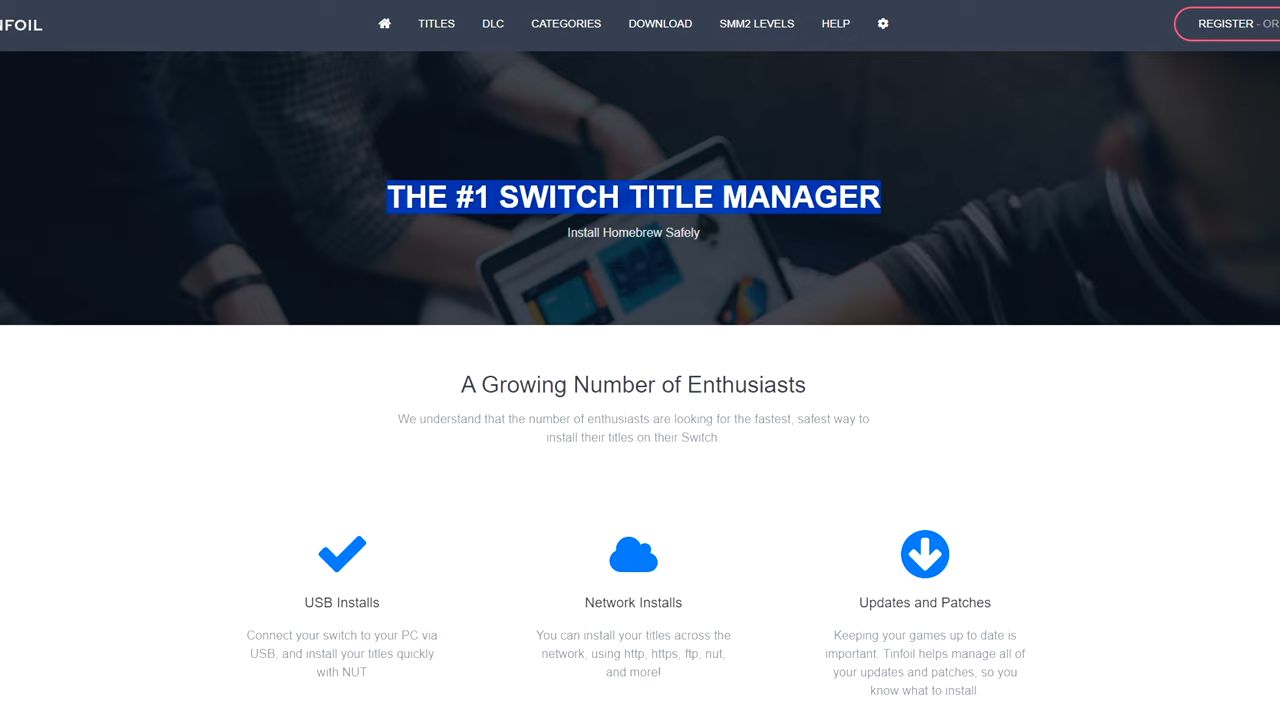 NFOIL
TITLES DLC CATEGORIES DOWNLOAD SMM2 LEVELS HELP
REGISTER - OR
THE #1 SWITCH TITLE MANAGER
Install Homebrew Safely
A Growing Number of Enthusiasts
We understand that the number of enthusiasts are looking for the fastest, safest way to
install their titles on their Switch.
USB Installs
Connect your switch to your PC via
USB, and install your titles quickly
with NUT
Network Installs
You can install your titles across the
network, using http, https, ftp, nut,
and more!
Updates and Patches
Keeping your games up to date is
important. Tinfoil helps manage all of
your updates and patches, so you
know what to install.